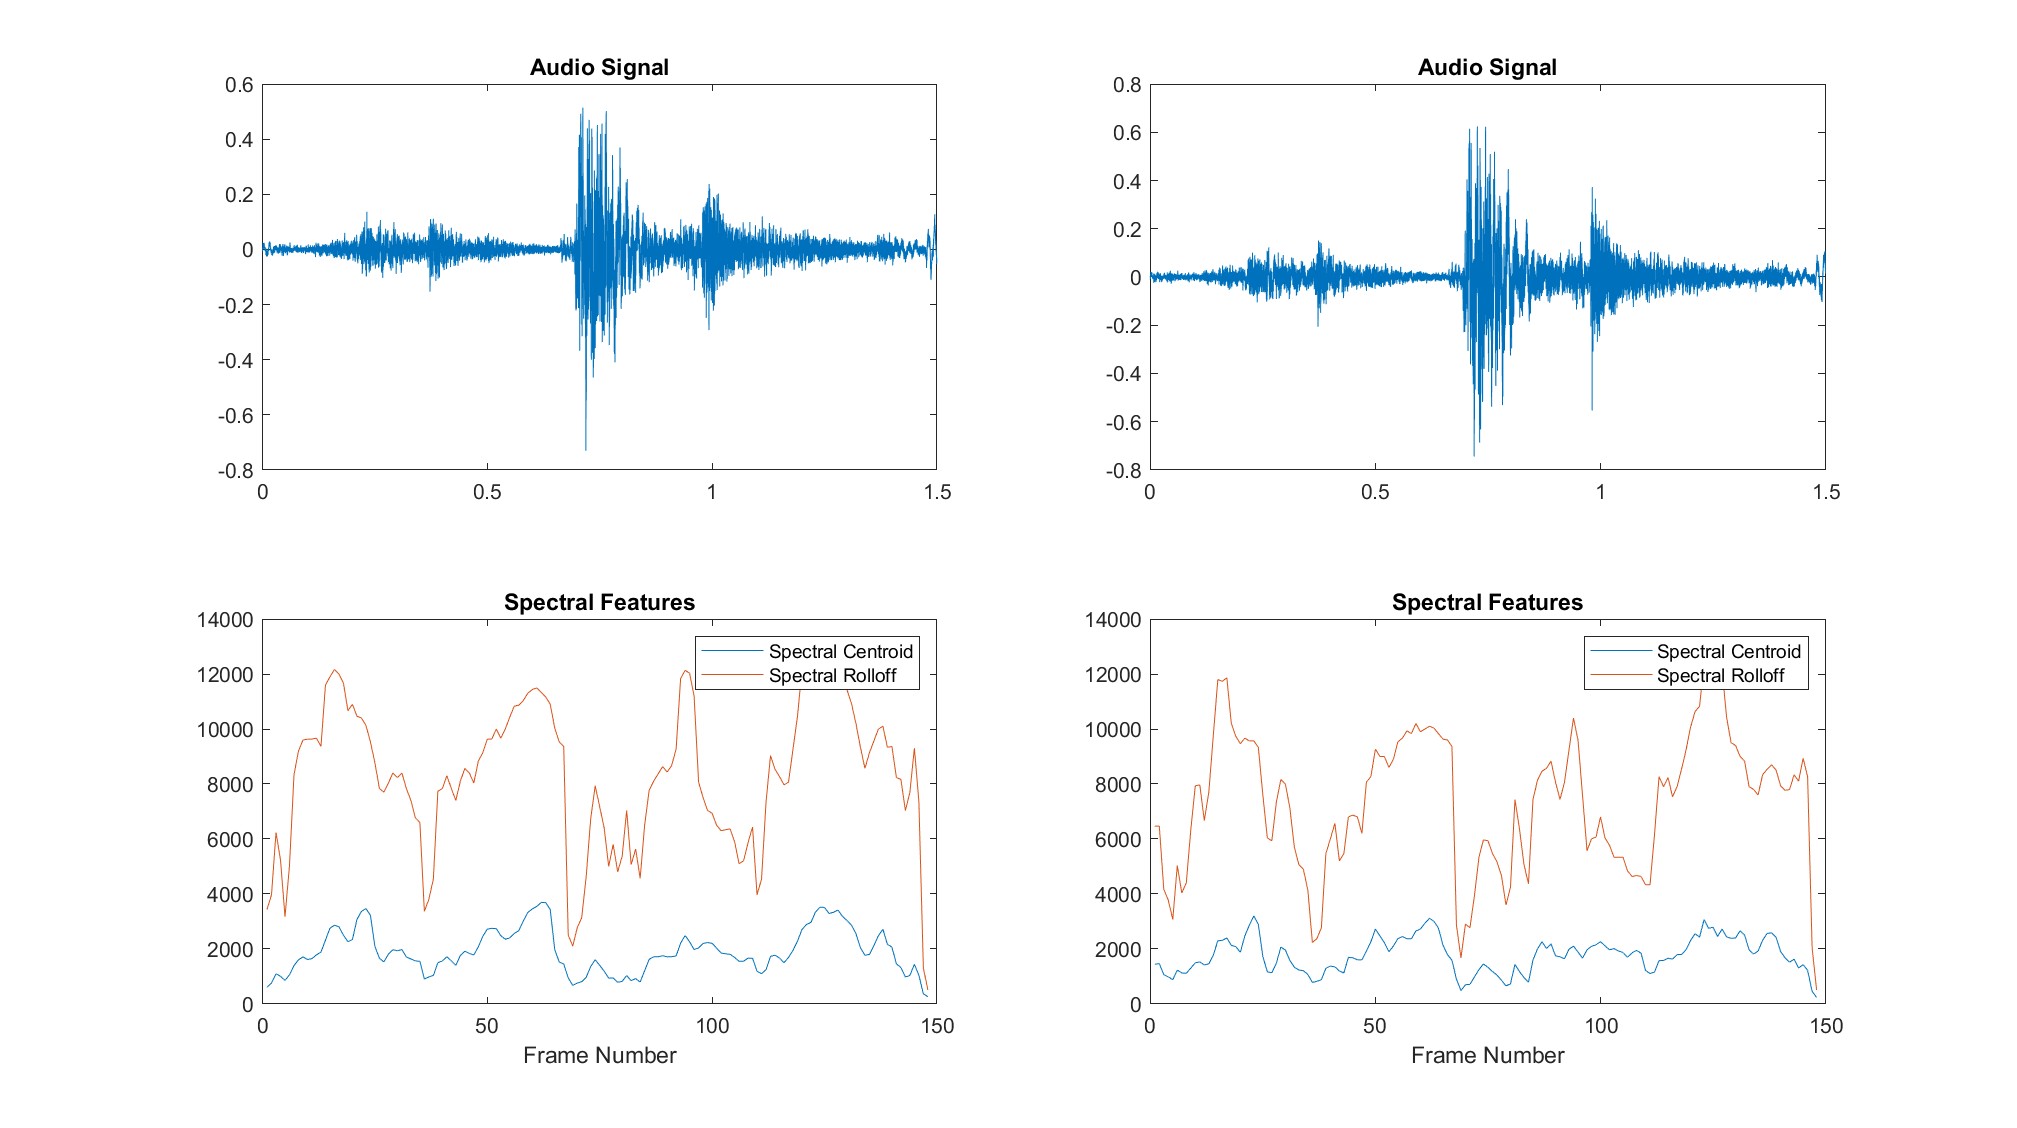 Audio Signal
0.6
0.4
0.2
0
-0.2
-0.4
-0.6
-0.8
0 0.5 1 1.5
Audio Signal
0.8
0.6
0.4
0.2
0
-0.2
-0.4
-0.6
-0.8
0 0.5 1 1.5
Spectral Features
14000
12000
10000
8000
6000
4000
2000
0
Spectral Centroid
Spectral Rolloff
0 50 100 150
Frame Number
Spectral Features
14000
12000
10000
8000
6000
4000
2000
0
Spectral Centroid
Spectral Rolloff
0 50 100 150
Frame Number